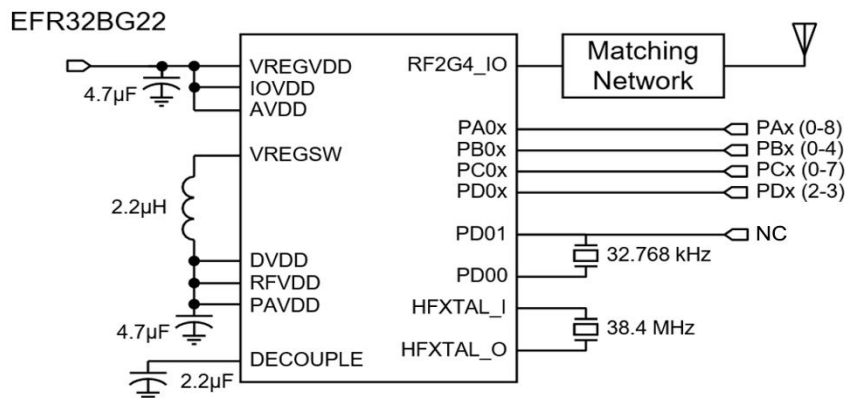 EFR32BG22
VREGVDD
IOVDD
AVDD
4.7µF
VREGSW
2.2µH
DVDD
RFVDD
PAVDD
4.7µF
DECOUPLE
2.2µF
RF2G4_IO
Matching
Network
PA0x
PAx (0-8)
PB0x
PBx (0-4)
PC0x
PCx (0-7)
PD0x
PDx (2-3)
PD01
NC
32.768 kHz
PD00
HFXTAL_I
38.4 MHz
HFXTAL_O